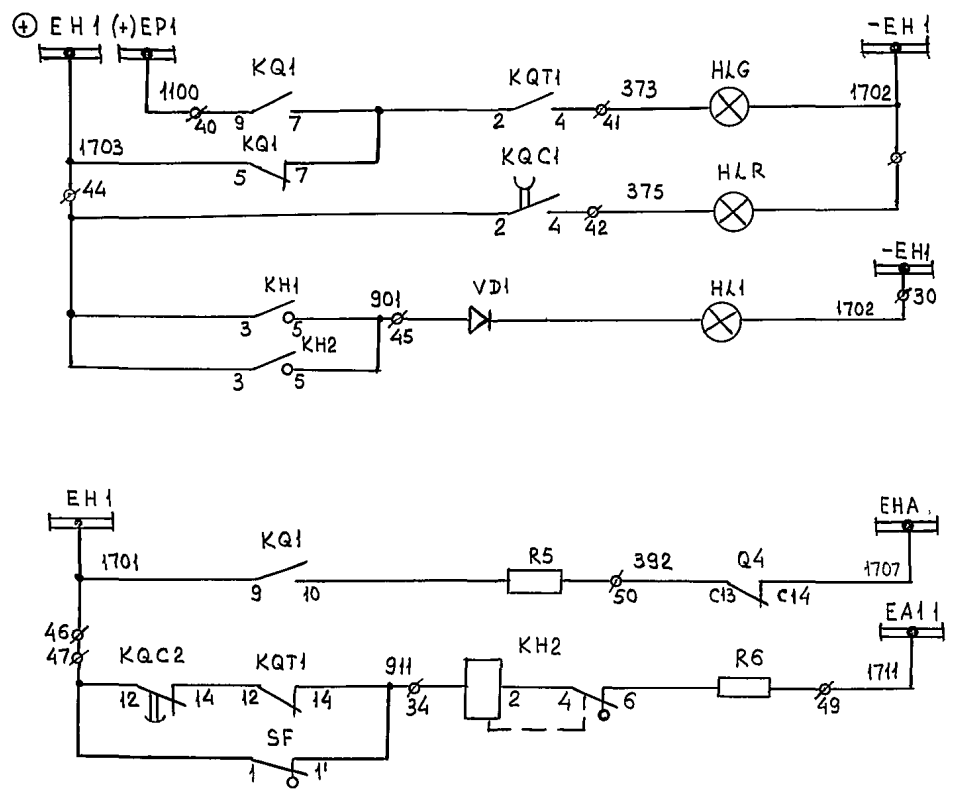 ⊕ EH1 (+)EP1 -EH1
KQ1 KQT1 373 HLG
1100 1702
40 9 7 2 4 41
1703 KQ1 KQC1
5 7
44 375 HLR
2 4 42
-EH1
KH1 901 VD1 HL1
30
1702
3 5 45
KH2
3 5
EH1 EHA
KQ1 R5 392 Q4
1701 1707
9 10 50 C13 C14
EA11
46
47 KQC2 KQT1 911 KH2 R6
1711
12 14 12 14 34 2 4 6 49
SF
1 1'